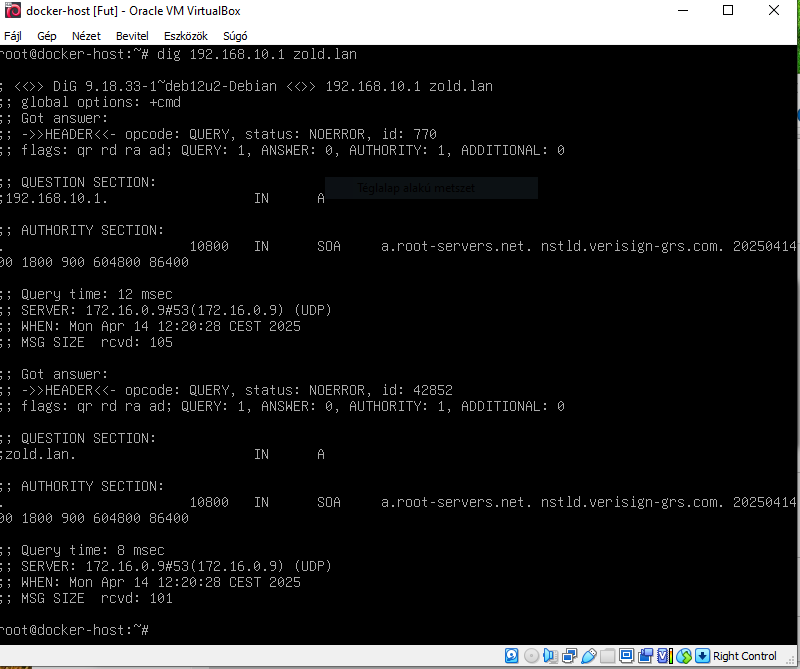 docker-host [Fut] - Oracle VM VirtualBox
Fájl Gép Nézet Bevitel Eszközök Súgó
root@docker-host:~# dig 192.168.10.1 zold.lan
; <<>> DiG 9.18.33-1~deb12u2-Debian <<>> 192.168.10.1 zold.lan
;; global options: +cmd
;; Got answer:
;; ->>HEADER<<- opcode: QUERY, status: NOERROR, id: 770
;; flags: qr rd ra ad; QUERY: 1, ANSWER: 0, AUTHORITY: 1, ADDITIONAL: 0
;; QUESTION SECTION:
;192.168.10.1. IN A
Téglalap alakú metszet
;; AUTHORITY SECTION:
. 10800 IN SOA a.root-servers.net. nstld.verisign-grs.com. 20250414
00 1800 900 604800 86400
;; Query time: 12 msec
;; SERVER: 172.16.0.9#53(172.16.0.9) (UDP)
;; WHEN: Mon Apr 14 12:20:28 CEST 2025
;; MSG SIZE rcvd: 105
;; Got answer:
;; ->>HEADER<<- opcode: QUERY, status: NOERROR, id: 42852
;; flags: qr rd ra ad; QUERY: 1, ANSWER: 0, AUTHORITY: 1, ADDITIONAL: 0
;; QUESTION SECTION:
;zold.lan. IN A
;; AUTHORITY SECTION:
. 10800 IN SOA a.root-servers.net. nstld.verisign-grs.com. 20250414
00 1800 900 604800 86400
;; Query time: 8 msec
;; SERVER: 172.16.0.9#53(172.16.0.9) (UDP)
;; WHEN: Mon Apr 14 12:20:28 CEST 2025
;; MSG SIZE rcvd: 101
root@docker-host:~#
Right Control